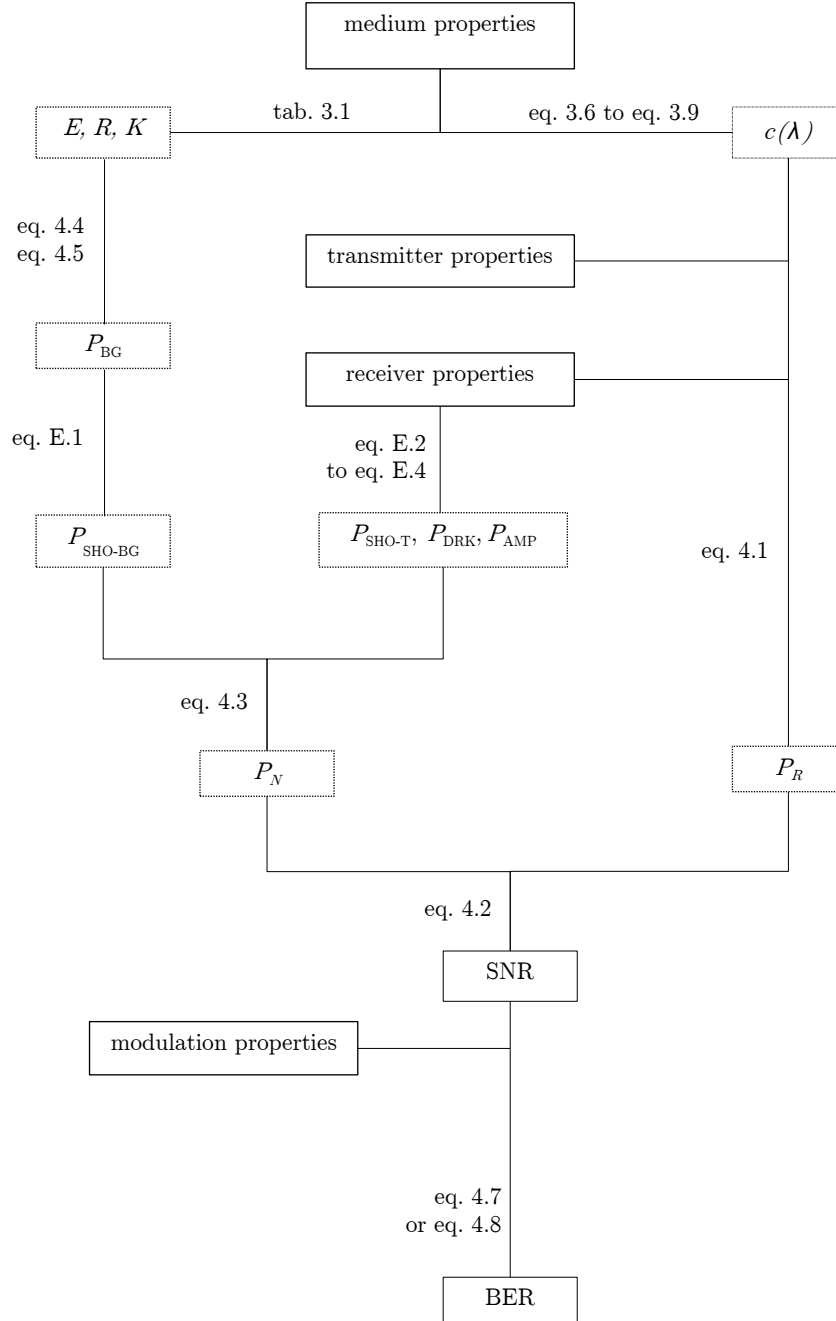 medium properties
tab. 3.1
eq. 3.6 to eq. 3.9
E, R, K
c(λ)
eq. 4.4
eq. 4.5
transmitter properties
P_BG
receiver properties
eq. E.1
eq. E.2
to eq. E.4
P_SHO-BG
P_SHO-T, P_DRK, P_AMP
eq. 4.1
eq. 4.3
P_N
P_R
eq. 4.2
SNR
modulation properties
eq. 4.7
or eq. 4.8
BER